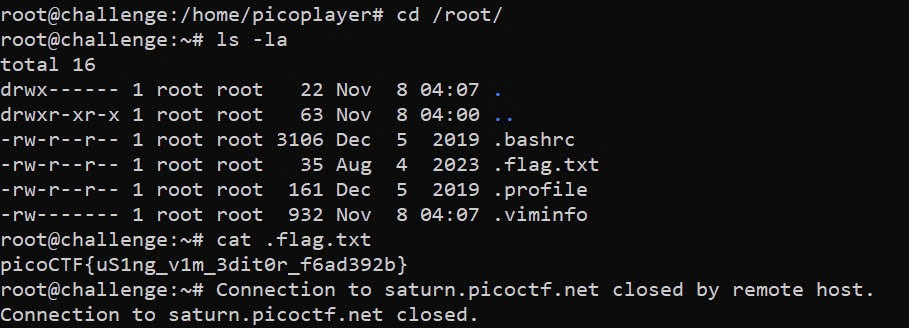 root@challenge:/home/picoplayer# cd /root/
root@challenge:~# ls -la
total 16
drwx------ 1 root root   22 Nov  8 04:07 .
drwxr-xr-x 1 root root   63 Nov  8 04:00 ..
-rw-r--r-- 1 root root 3106 Dec  5  2019 .bashrc
-rw-r--r-- 1 root root   35 Aug  4  2023 .flag.txt
-rw-r--r-- 1 root root  161 Dec  5  2019 .profile
-rw------- 1 root root  932 Nov  8 04:07 .viminfo
root@challenge:~# cat .flag.txt
picoCTF{uS1ng_v1m_3dit0r_f6ad392b}
root@challenge:~# Connection to saturn.picoctf.net closed by remote host.
Connection to saturn.picoctf.net closed.